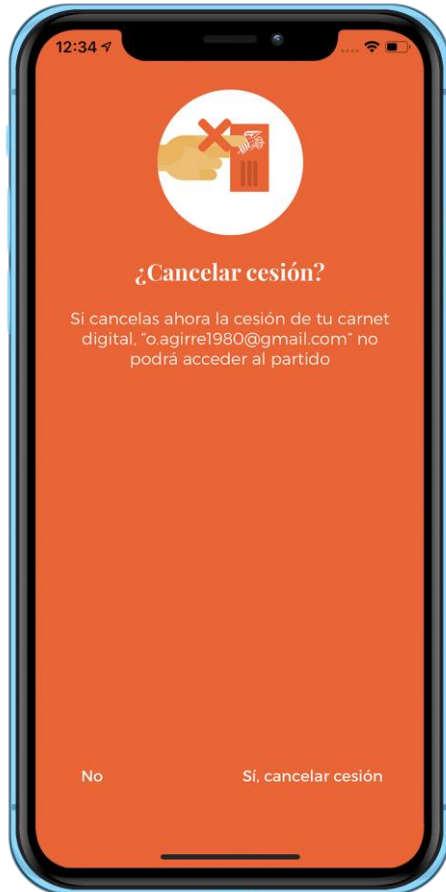 12:34
¿Cancelar cesión?
Si cancelas ahora la cesión de tu carnet
digital, "o.agirre1980@gmail.com" no
podrá acceder al partido
No
Sí, cancelar cesión